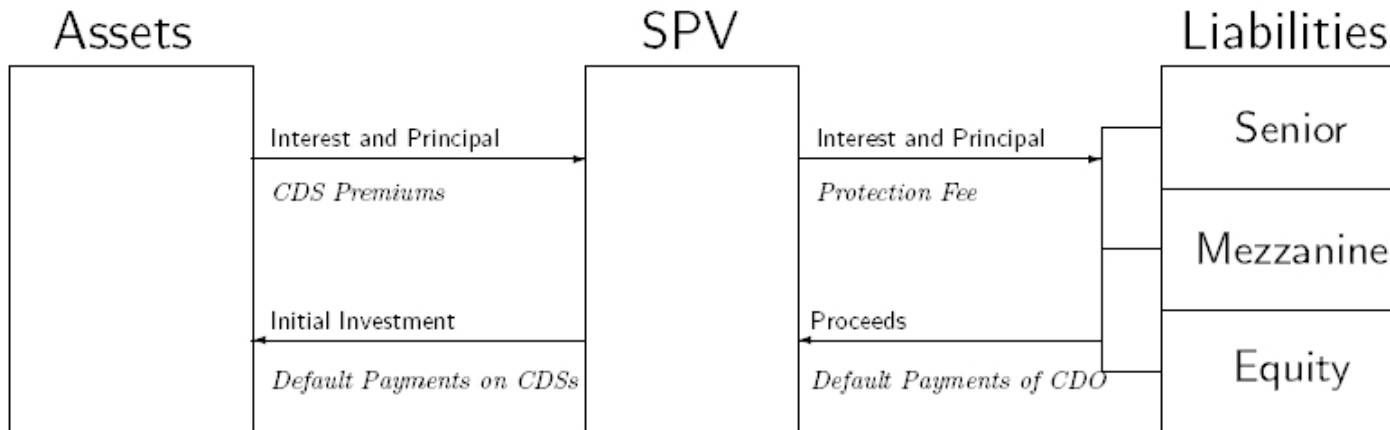 Assets
SPV
Liabilities
Interest and Principal
CDS Premiums
Interest and Principal
Protection Fee
Senior
Mezzanine
Initial Investment
Default Payments on CDSs
Proceeds
Default Payments of CDO
Equity